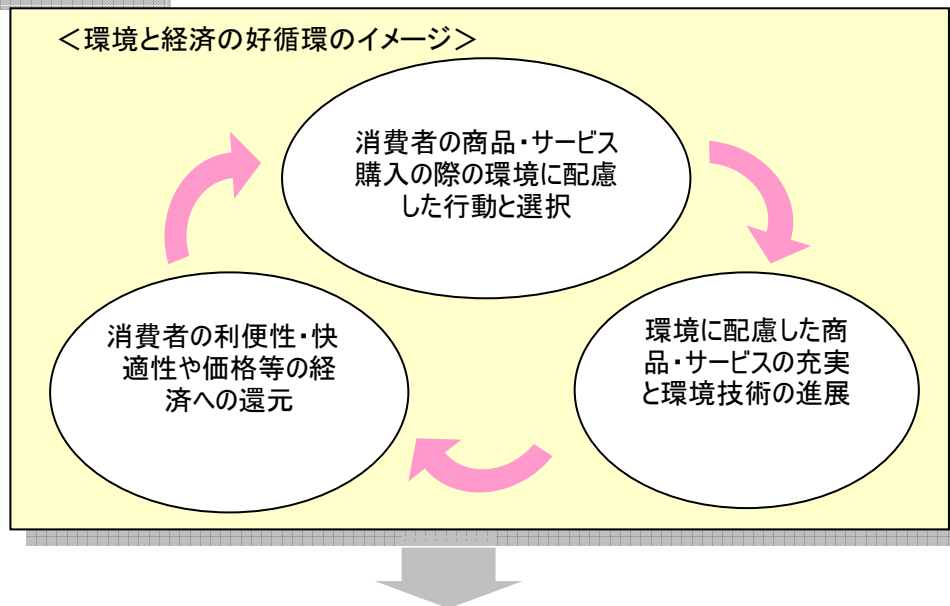 ＜環境と経済の好循環のイメージ＞
消費者の商品・サービス
購入の際の環境に配慮
した行動と選択
消費者の利便性・快
適性や価格等の経
済への還元
環境に配慮した商
品・サービスの充実
と環境技術の進展